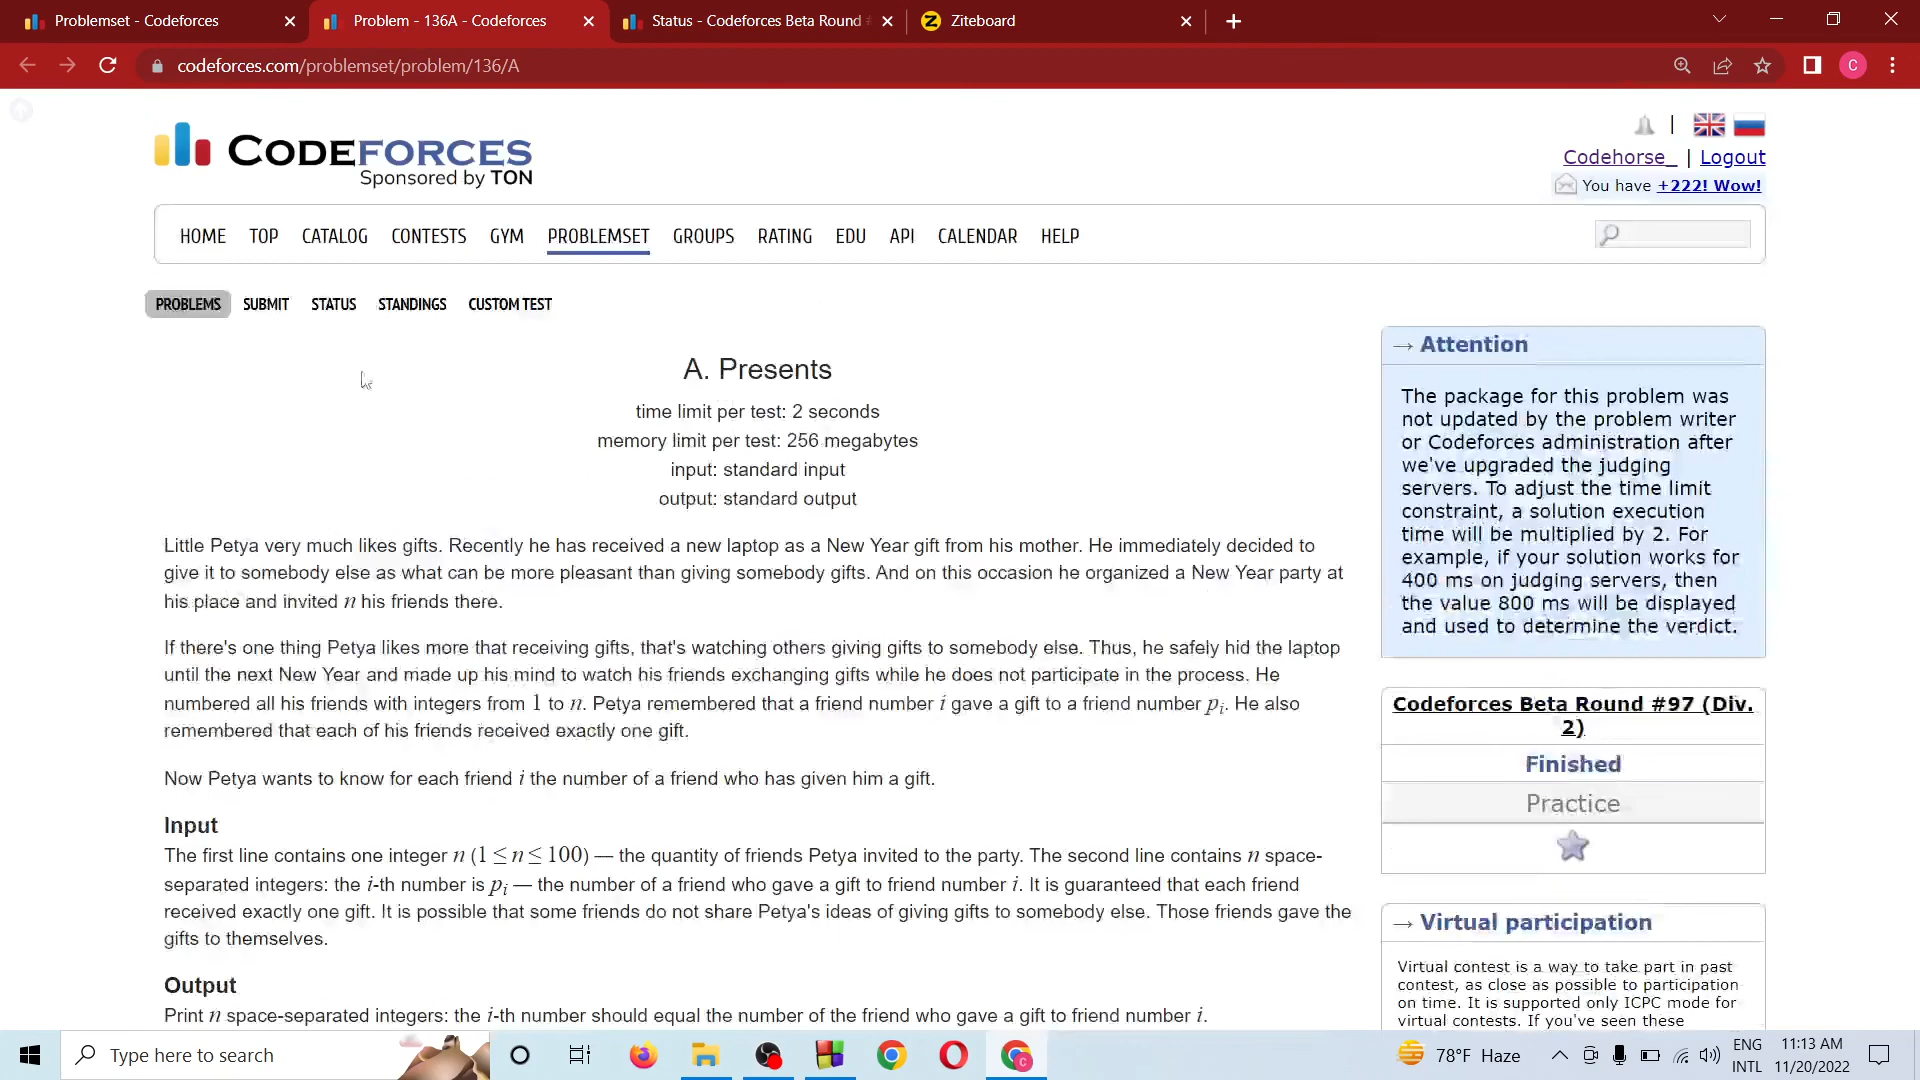 Problemset - Codeforces
Problem - 136A - Codeforces
Status - Codeforces Beta Round
Ziteboard
codeforces.com/problemset/problem/136/A
C
CODEFORCES
Sponsored by TON
Codehorse_ | Logout
You have +222! Wow!
HOME TOP CATALOG CONTESTS GYM PROBLEMSET GROUPS RATING EDU API CALENDAR HELP
PROBLEMS SUBMIT STATUS STANDINGS CUSTOM TEST
A. Presents
time limit per test: 2 seconds
memory limit per test: 256 megabytes
input: standard input
output: standard output
Little Petya very much likes gifts. Recently he has received a new laptop as a New Year gift from his mother. He immediately decided to
give it to somebody else as what can be more pleasant than giving somebody gifts. And on this occasion he organized a New Year party at
his place and invited n his friends there.
If there's one thing Petya likes more that receiving gifts, that's watching others giving gifts to somebody else. Thus, he safely hid the laptop
until the next New Year and made up his mind to watch his friends exchanging gifts while he does not participate in the process. He
numbered all his friends with integers from 1 to n. Petya remembered that a friend number i gave a gift to a friend number pi. He also
remembered that each of his friends received exactly one gift.
Now Petya wants to know for each friend i the number of a friend who has given him a gift.
Input
The first line contains one integer n (1 ≤ n ≤ 100) — the quantity of friends Petya invited to the party. The second line contains n space-
separated integers: the i-th number is pi — the number of a friend who gave a gift to friend number i. It is guaranteed that each friend
received exactly one gift. It is possible that some friends do not share Petya's ideas of giving gifts to somebody else. Those friends gave the
gifts to themselves.
Output
Print n space-separated integers: the i-th number should equal the number of the friend who gave a gift to friend number i.
→ Attention
The package for this problem was
not updated by the problem writer
or Codeforces administration after
we've upgraded the judging
servers. To adjust the time limit
constraint, a solution execution
time will be multiplied by 2. For
example, if your solution works for
400 ms on judging servers, then
the value 800 ms will be displayed
and used to determine the verdict.
Codeforces Beta Round #97 (Div.
2)
Finished
Practice
→ Virtual participation
Virtual contest is a way to take part in past
contest, as close as possible to participation
on time. It is supported only ICPC mode for
virtual contests. If you've seen these
Type here to search
78°F Haze
ENG
INTL
11:13 AM
11/20/2022